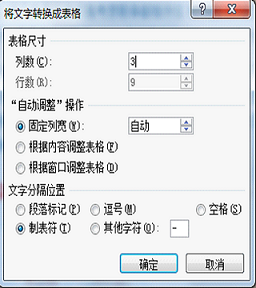 将文字转换成表格
表格尺寸
列数(C): 3
行数(R): 9
“自动调整”操作
固定列宽(W): 自动
根据内容调整表格(F)
根据窗口调整表格(D)
文字分隔位置
段落标记(P) 逗号(M) 空格(S)
制表符(T) 其他字符(O): -
确定 取消